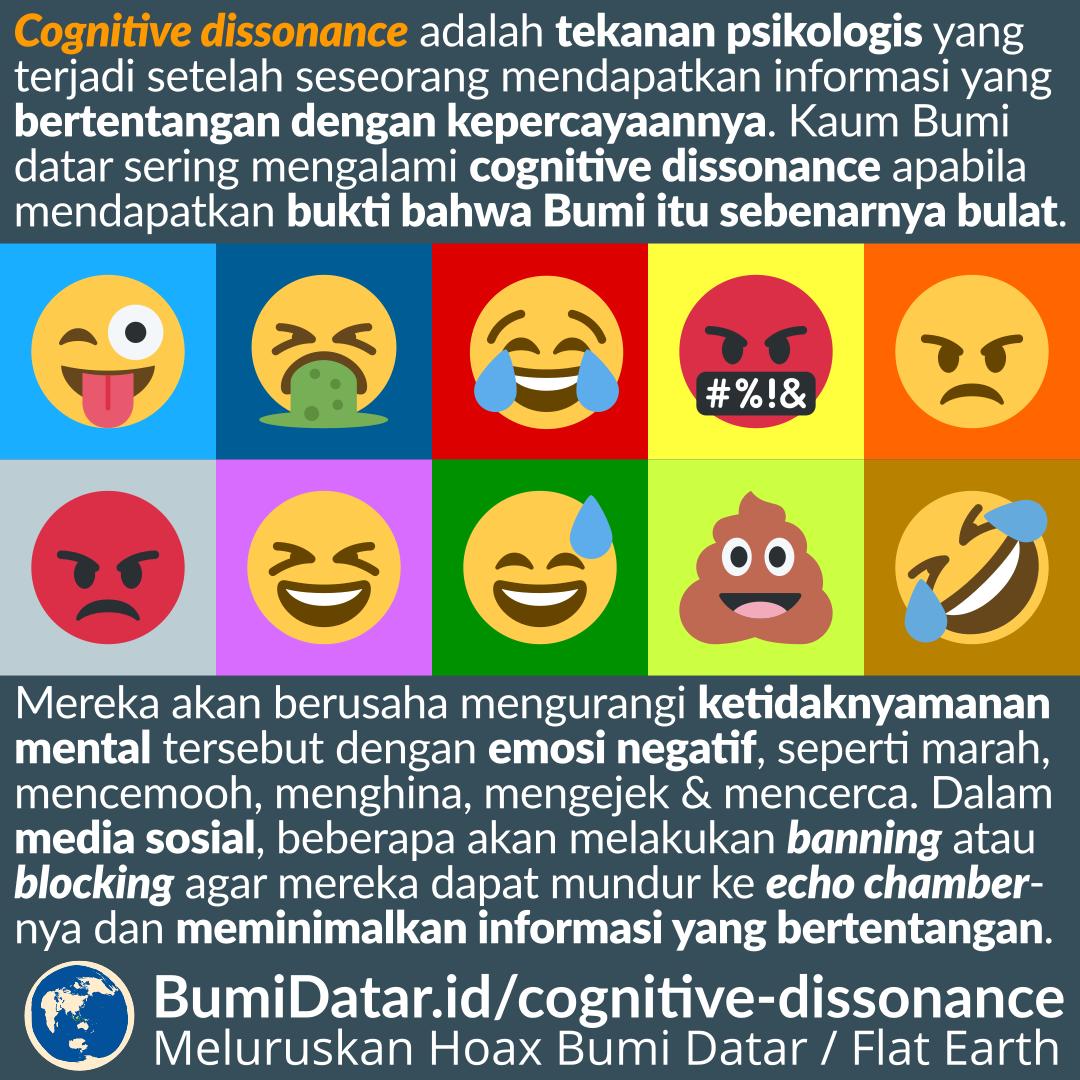 Cognitive dissonance adalah tekanan psikologis yang
terjadi setelah seseorang mendapatkan informasi yang
bertentangan dengan kepercayaannya. Kaum Bumi
datar sering mengalami cognitive dissonance apabila
mendapatkan bukti bahwa Bumi itu sebenarnya bulat.
#%!&
Mereka akan berusaha mengurangi ketidaknyamanan
mental tersebut dengan emosi negatif, seperti marah,
mencemooh, menghina, mengejek & mencerca. Dalam
media sosial, beberapa akan melakukan banning atau
blocking agar mereka dapat mundur ke echo chamber-
nya dan meminimalkan informasi yang bertentangan.
BumiDatar.id/cognitive-dissonance
Meluruskan Hoax Bumi Datar / Flat Earth